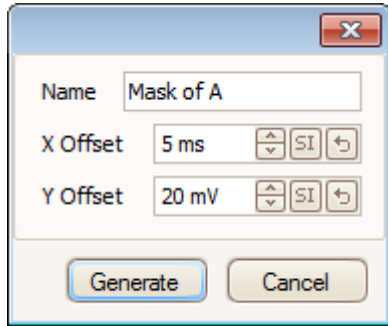 Name Mask of A
X Offset 5 ms SI
Y Offset 20 mV SI
Generate Cancel